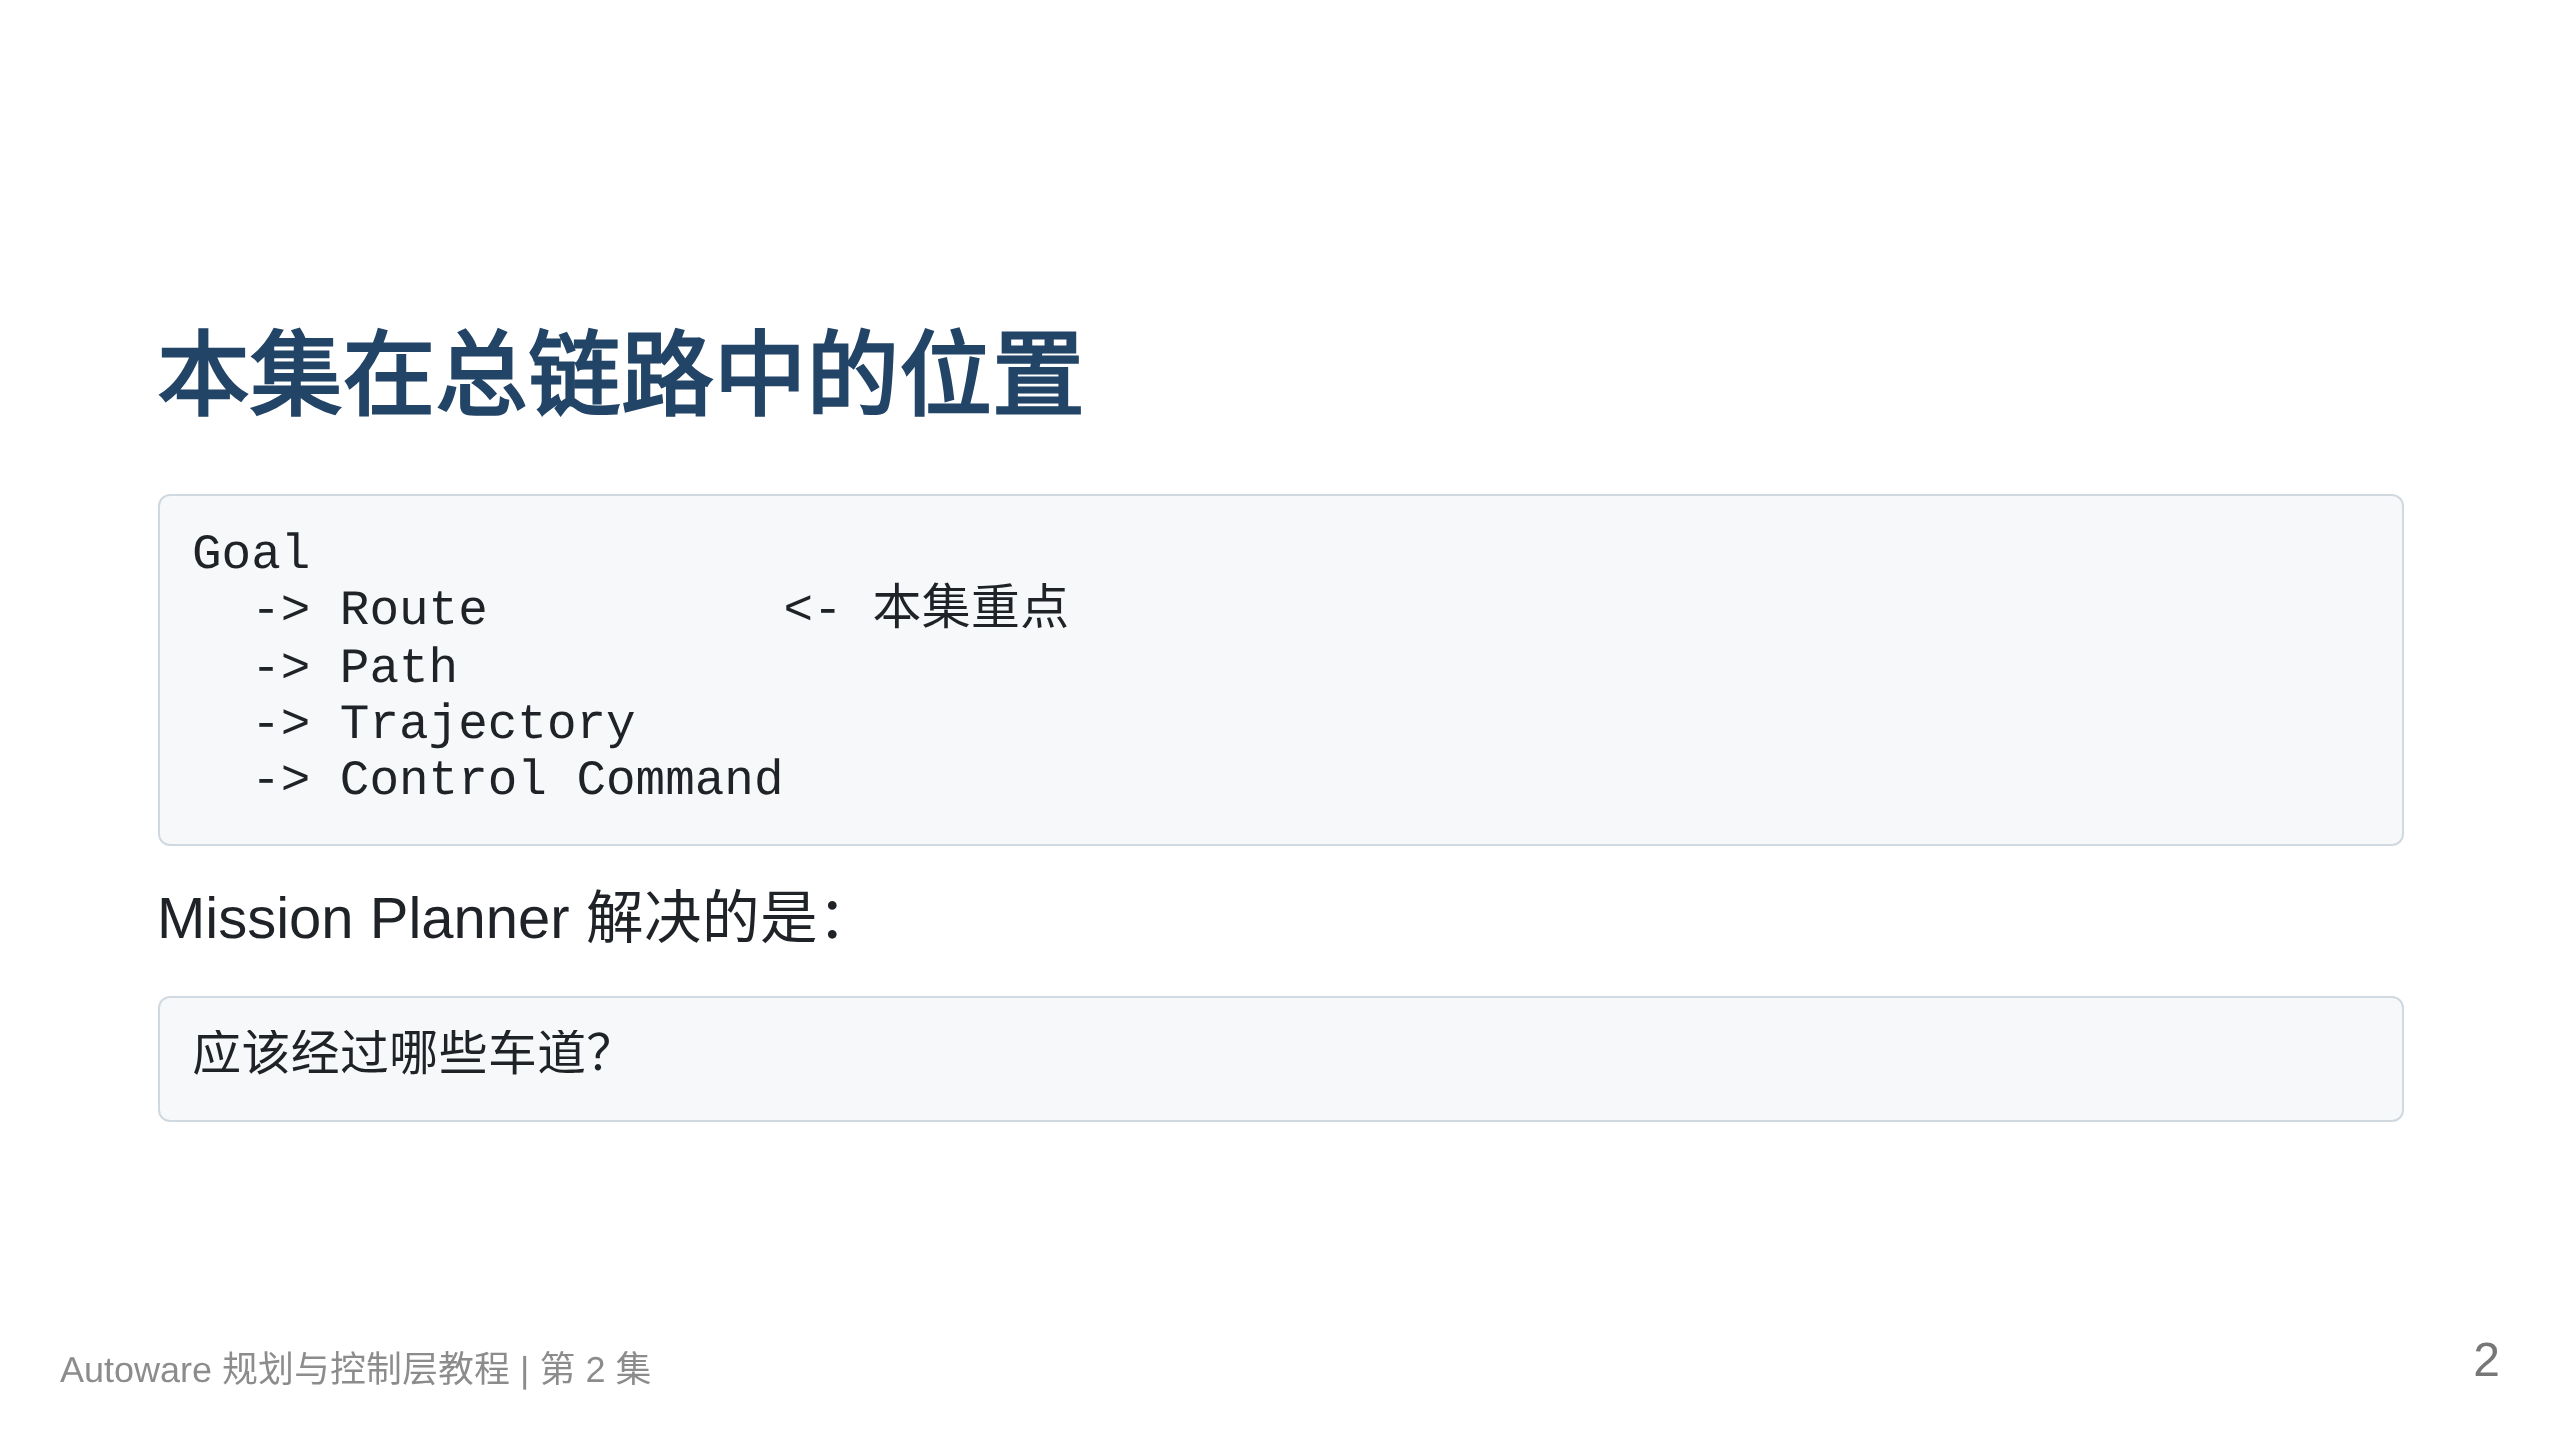 本集在总链路中的位置
Goal
  -> Route          <- 本集重点
  -> Path
  -> Trajectory
  -> Control Command
Mission Planner 解决的是：
应该经过哪些车道？
Autoware 规划与控制层教程 | 第 2 集
2